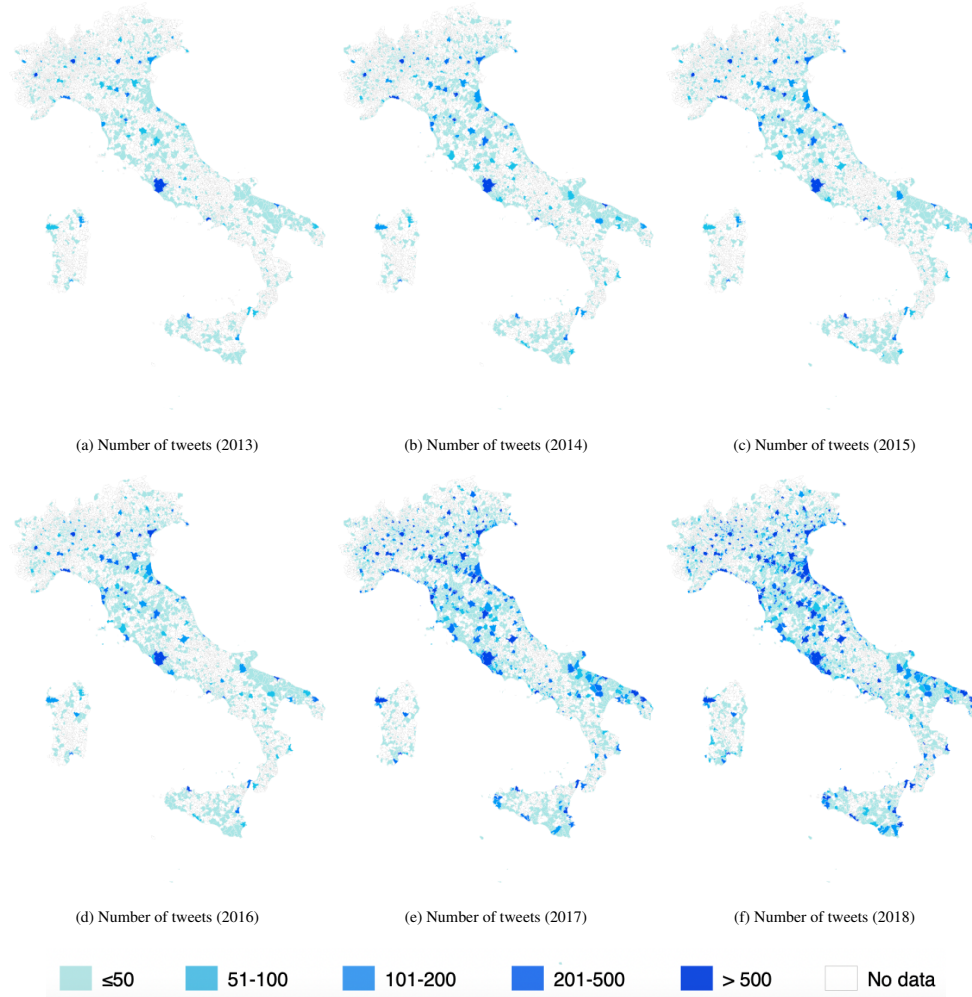 (a) Number of tweets (2013) (b) Number of tweets (2014) (c) Number of tweets (2015)
(d) Number of tweets (2016) (e) Number of tweets (2017) (f) Number of tweets (2018)
≤50 51-100 101-200 201-500 > 500 No data